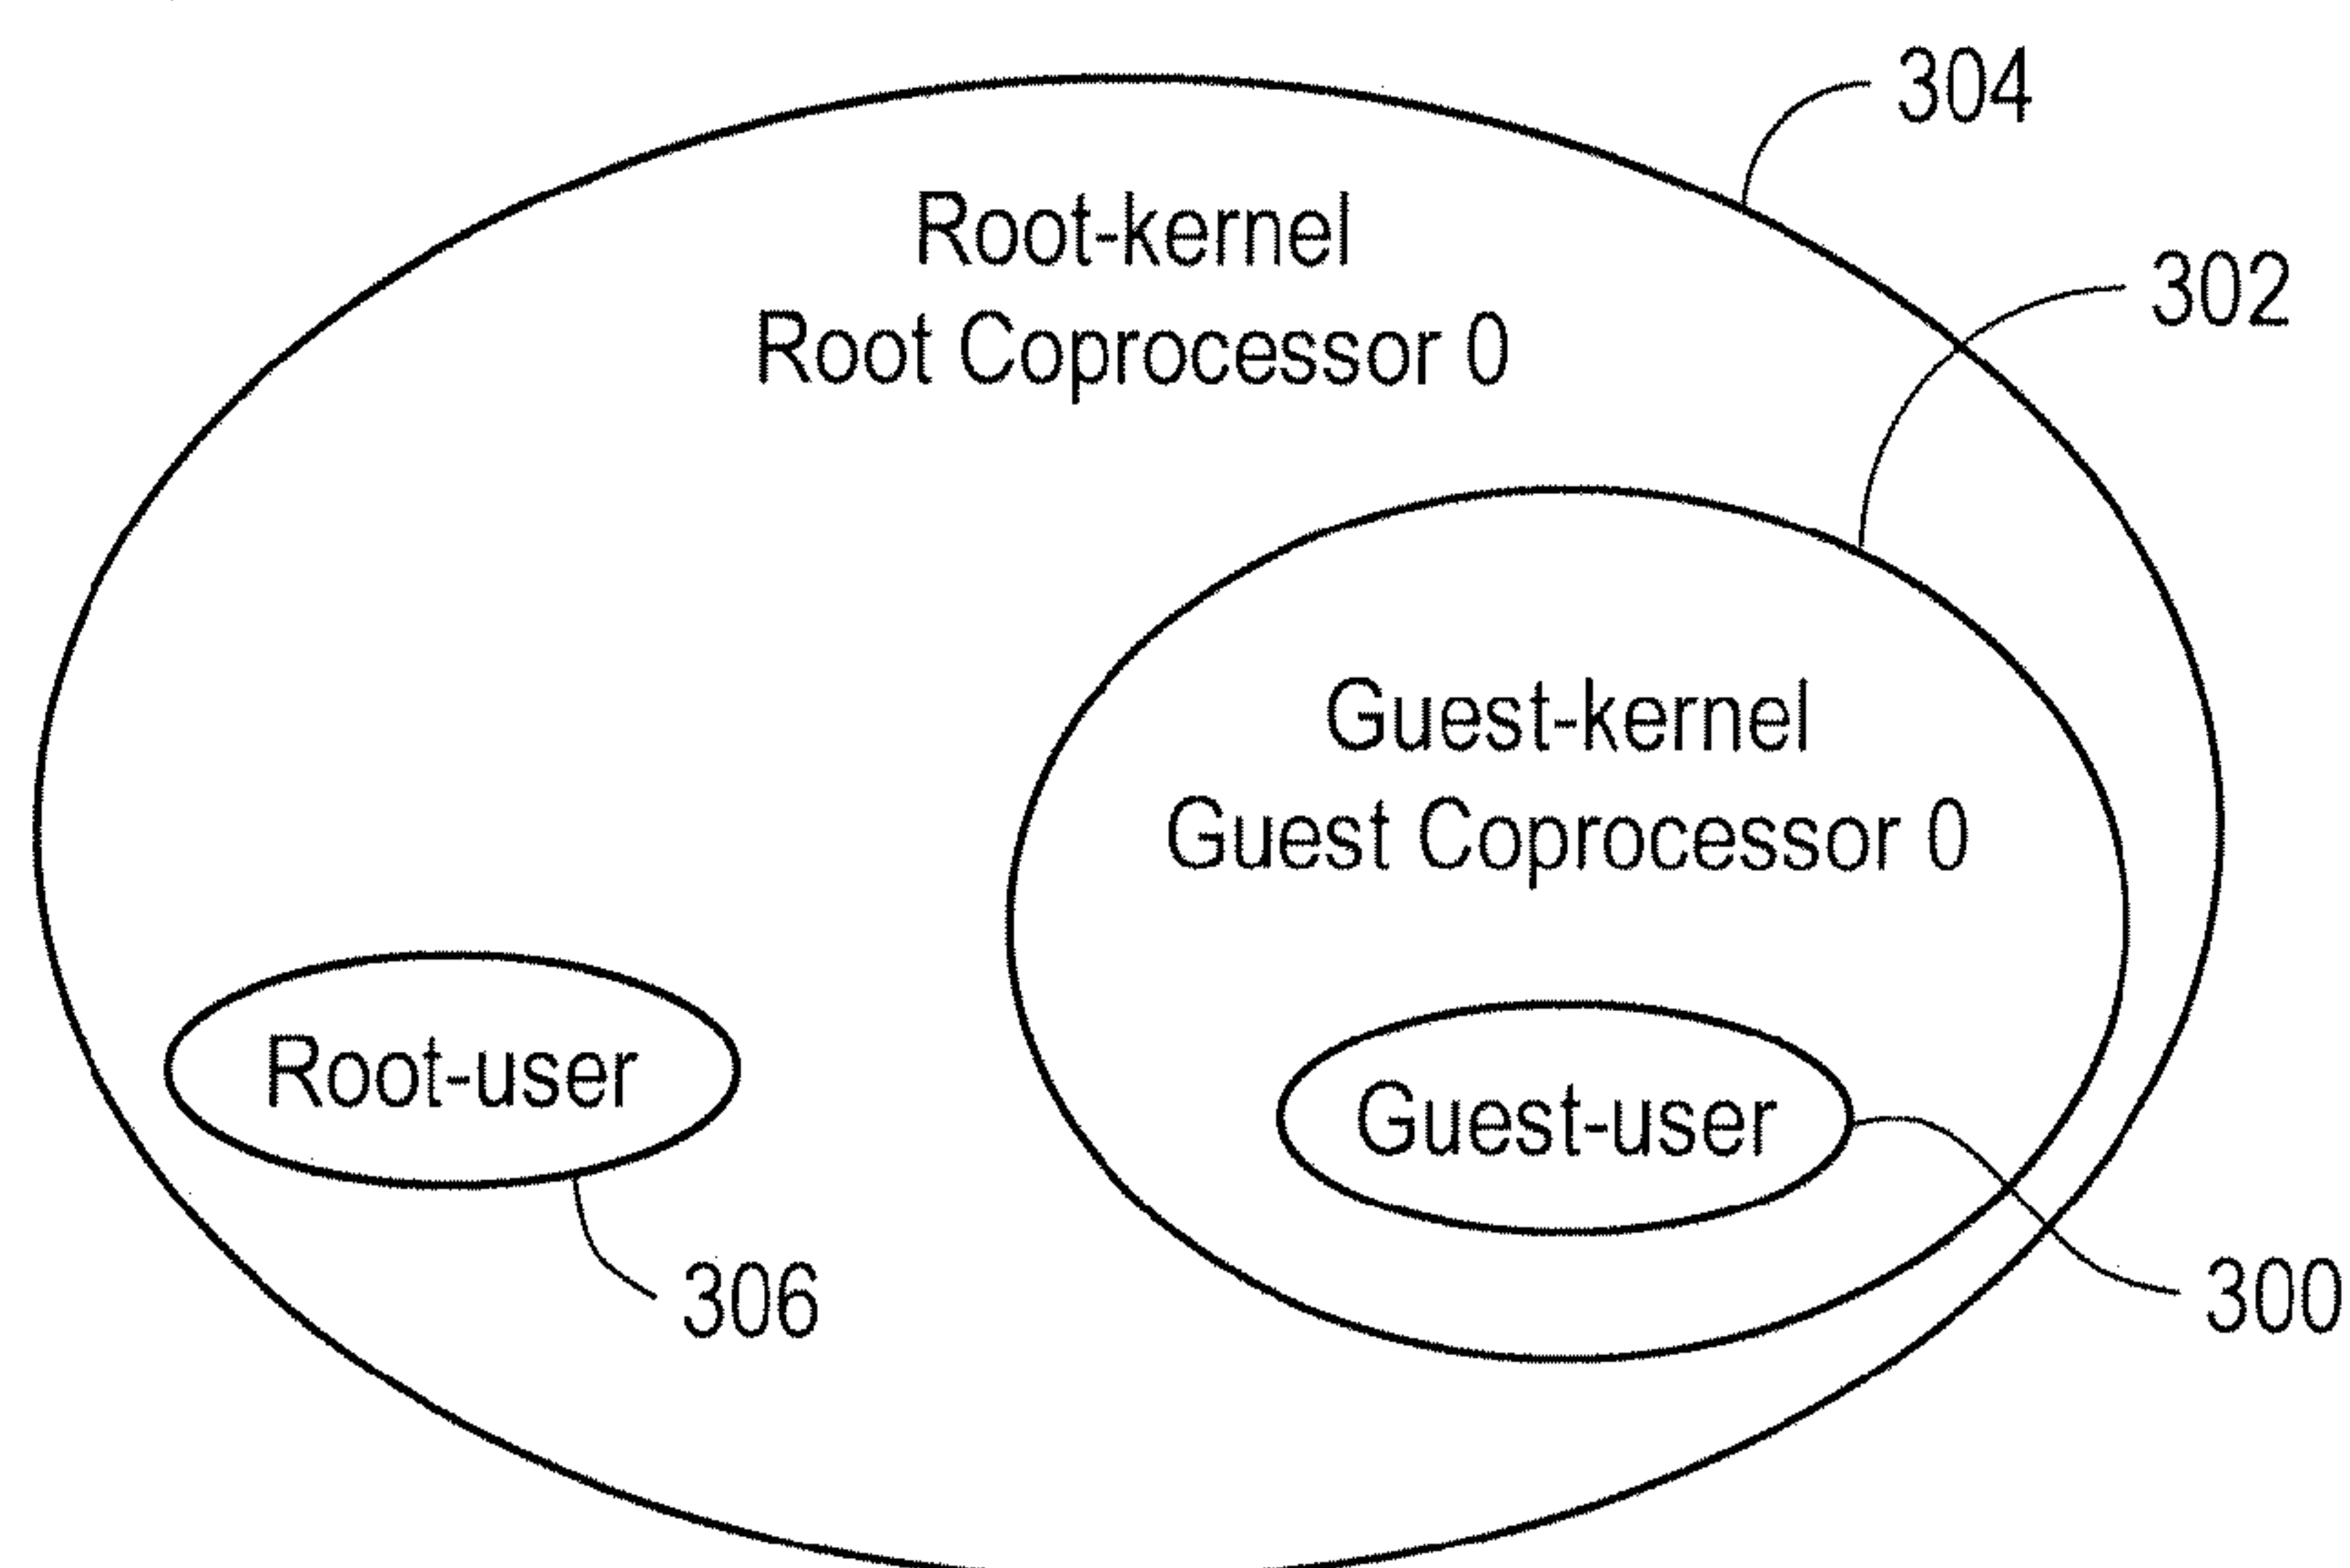 304
Root-kernel
Root Coprocessor 0
302
Guest-kernel
Guest Coprocessor 0
Root-user
Guest-user
306
300